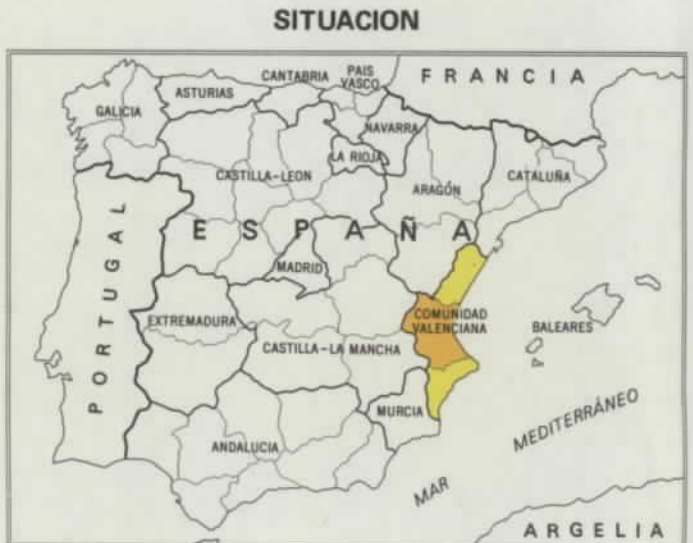 SITUACION
FRANCIA
CANTABRIA
PAIS
VASCO
ASTURIAS
GALICIA
NAVARRA
LA RIOJA
CASTILLA-LEON
ARAGÓN
CATALUÑA
ESPAÑA
PORTUGAL
MADRID
EXTREMADURA
COMUNIDAD
VALENCIANA
BALEARES
CASTILLA-LA MANCHA
MURCIA
ANDALUCIA
MAR
MEDITERRÁNEO
ARGELIA